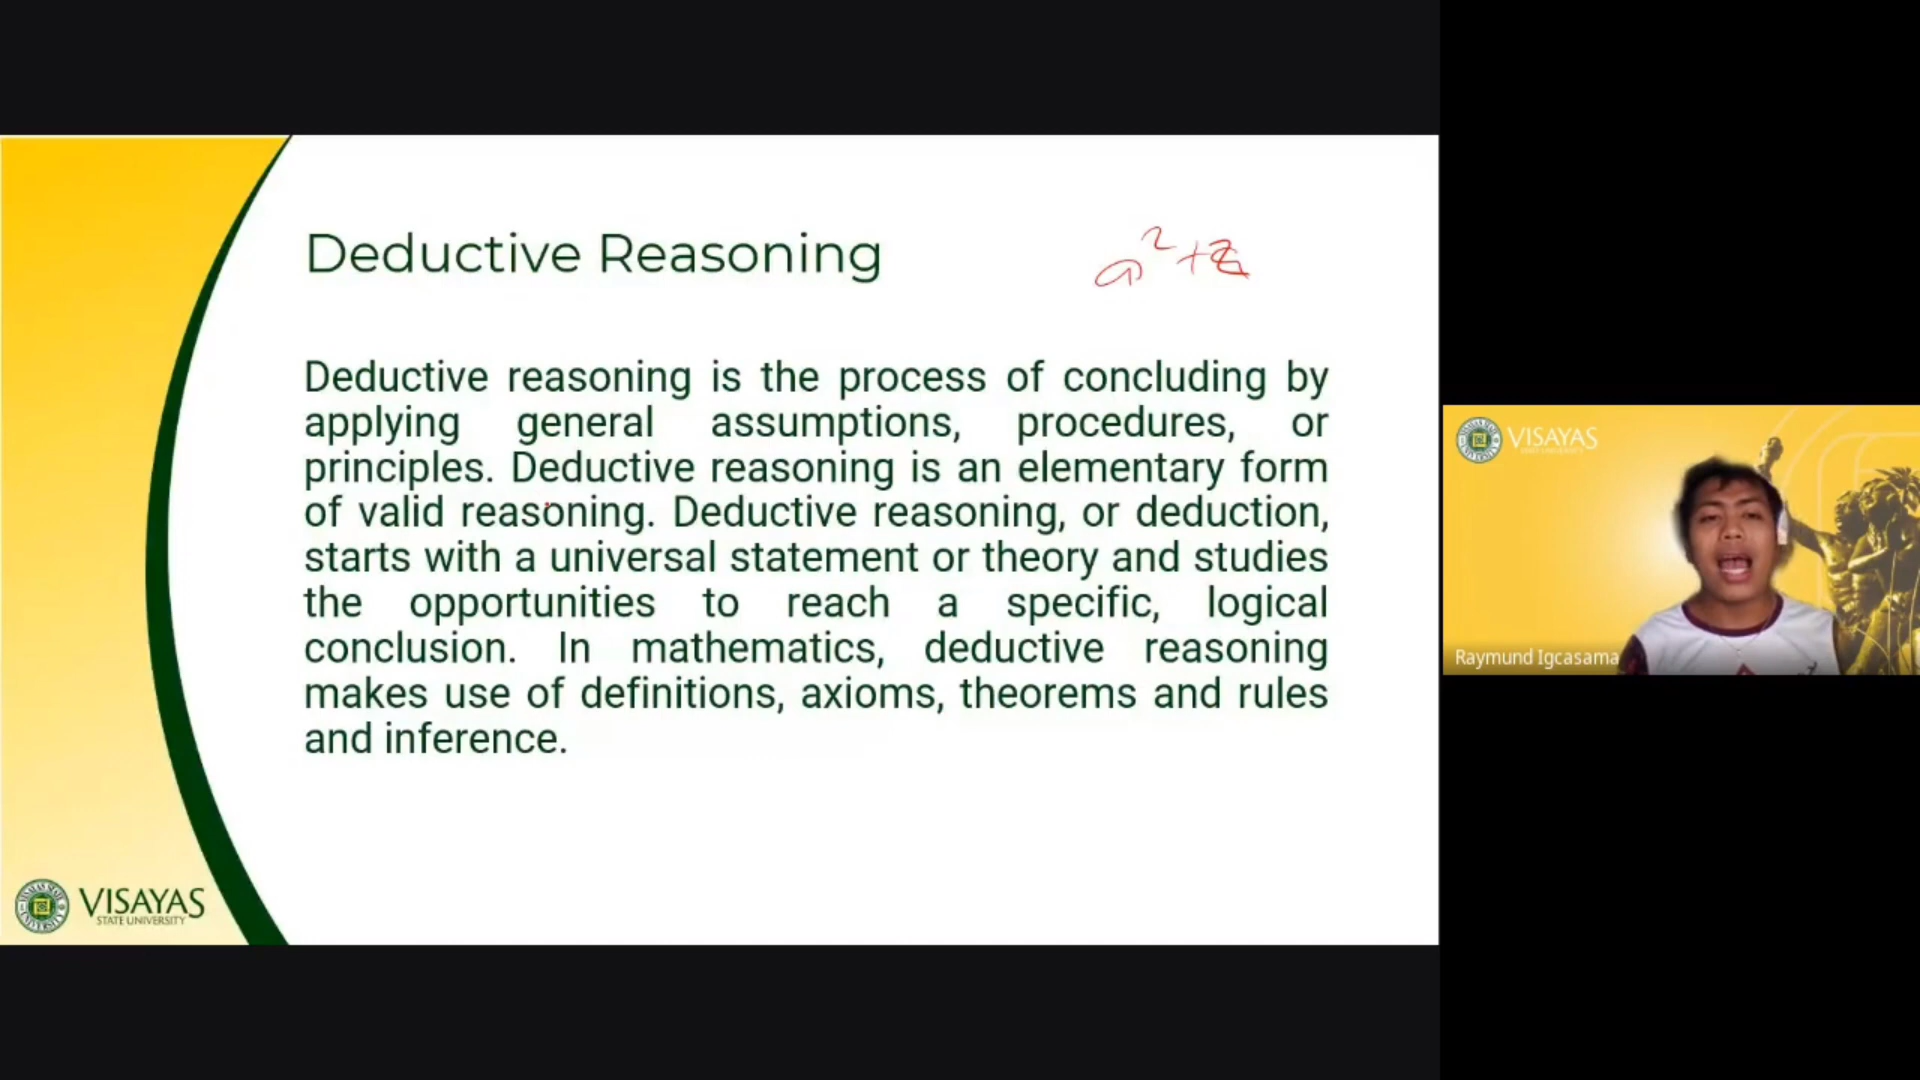 Deductive Reasoning
a² + z
Deductive reasoning is the process of concluding by
applying general assumptions, procedures, or
principles. Deductive reasoning is an elementary form
of valid reasoning. Deductive reasoning, or deduction,
starts with a universal statement or theory and studies
the opportunities to reach a specific, logical
conclusion. In mathematics, deductive reasoning
makes use of definitions, axioms, theorems and rules
and inference.
VISAYAS
STATE UNIVERSITY
VISAYAS
STATE UNIVERSITY
Raymund Igcasama